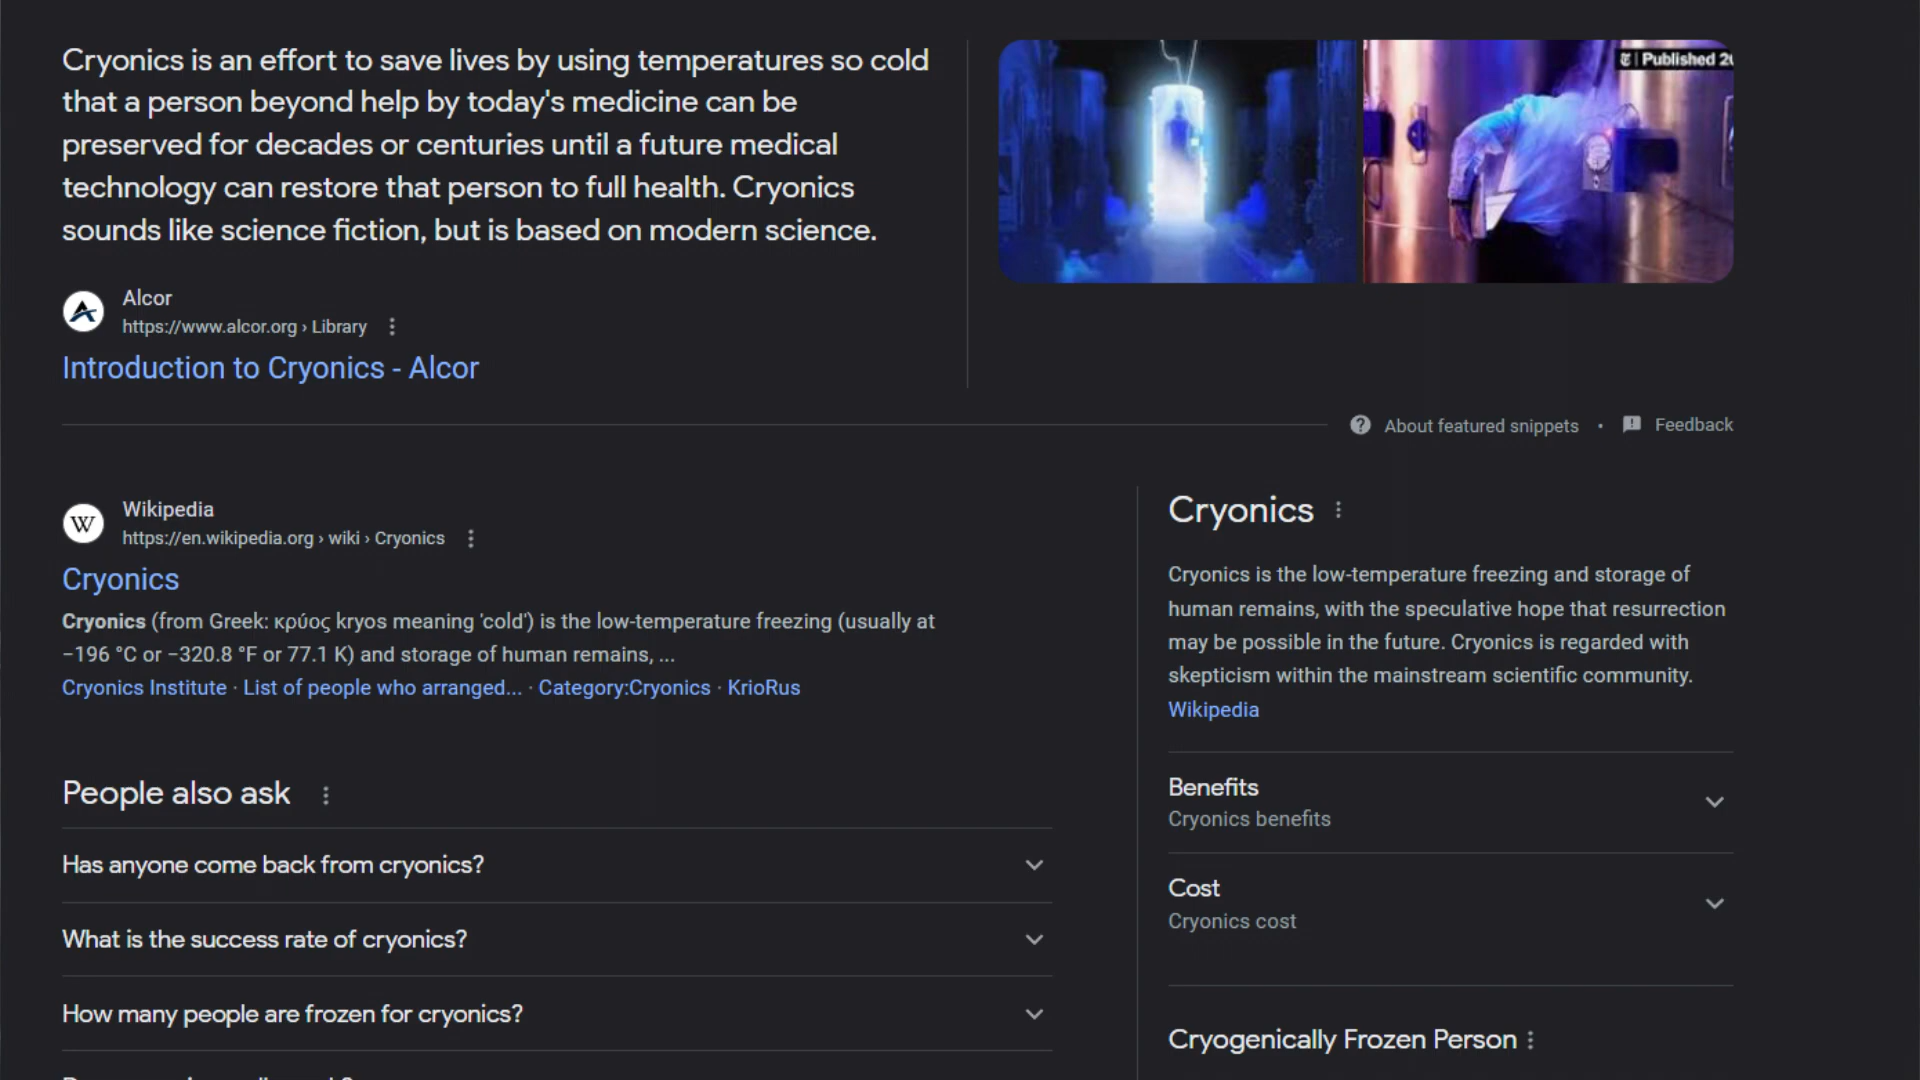 Cryonics is an effort to save lives by using temperatures so cold
that a person beyond help by today's medicine can be
preserved for decades or centuries until a future medical
technology can restore that person to full health. Cryonics
sounds like science fiction, but is based on modern science.
Published
Alcor
https://www.alcor.org › Library
Introduction to Cryonics - Alcor
About featured snippets • Feedback
Wikipedia
https://en.wikipedia.org › wiki › Cryonics
Cryonics
Cryonics (from Greek: κρύος kryos meaning 'cold') is the low-temperature freezing (usually at
−196 °C or −320.8 °F or 77.1 K) and storage of human remains, ...
Cryonics Institute · List of people who arranged... · Category:Cryonics · KrioRus
People also ask
Has anyone come back from cryonics?
What is the success rate of cryonics?
How many people are frozen for cryonics?
Cryonics
Cryonics is the low-temperature freezing and storage of
human remains, with the speculative hope that resurrection
may be possible in the future. Cryonics is regarded with
skepticism within the mainstream scientific community.
Wikipedia
Benefits
Cryonics benefits
Cost
Cryonics cost
Cryogenically Frozen Person